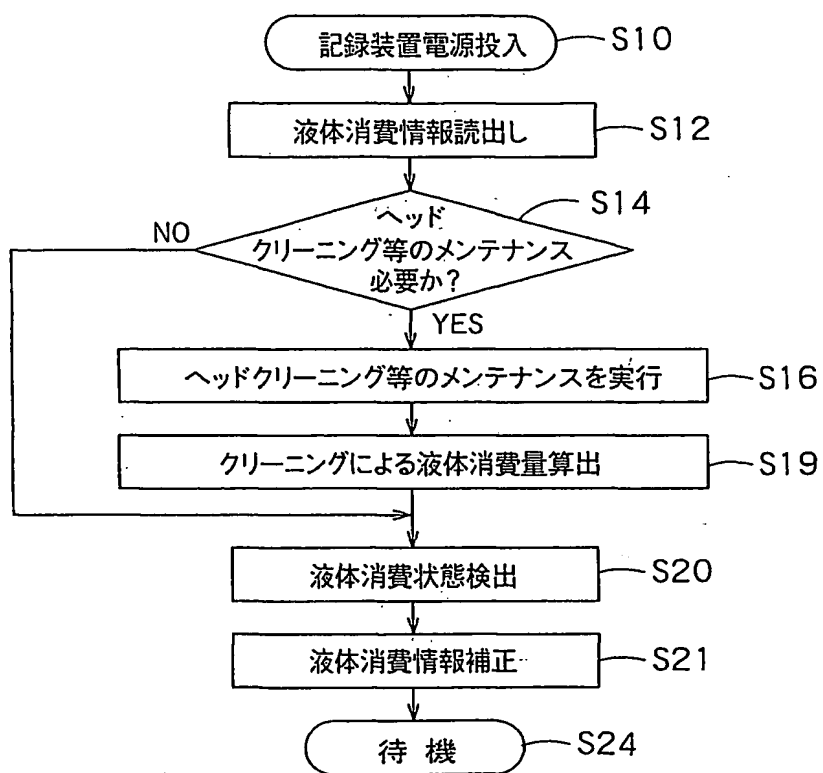 記録装置電源投入
S10
液体消費情報読出し
S12
S14
ヘッド
クリーニング等のメンテナンス
必要か?
NO
YES
ヘッドクリーニング等のメンテナンスを実行
S16
クリーニングによる液体消費量算出
S19
液体消費状態検出
S20
液体消費情報補正
S21
待機
S24